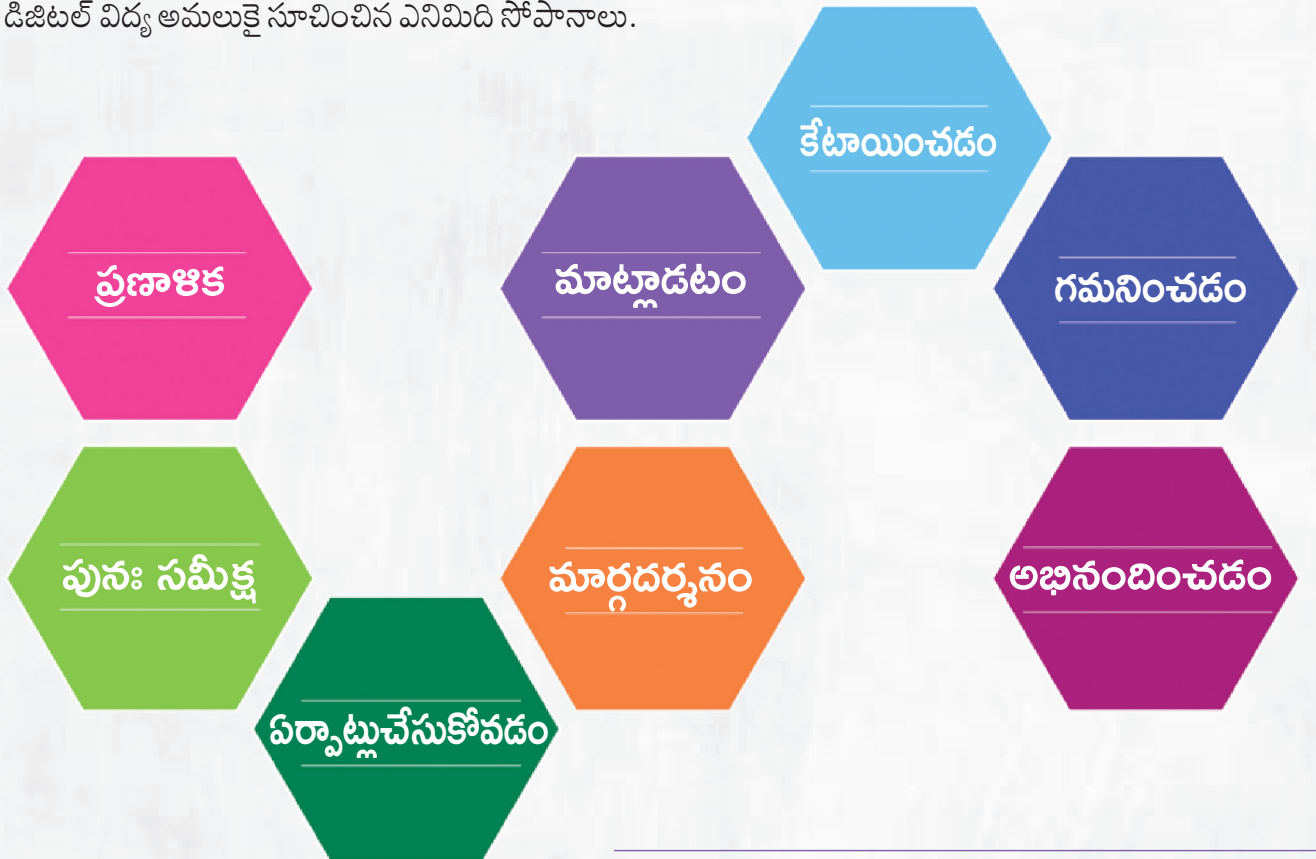 డిజిటల్ విద్య అమలుకై సూచించిన ఎనిమిది సోపానాలు.
కేటాయించడం
ప్రణాళిక
మాట్లాడటం
గమనించడం
పునః సమీక్ష
మార్గదర్శనం
అభినందించడం
ఏర్పాట్లుచేసుకోవడం